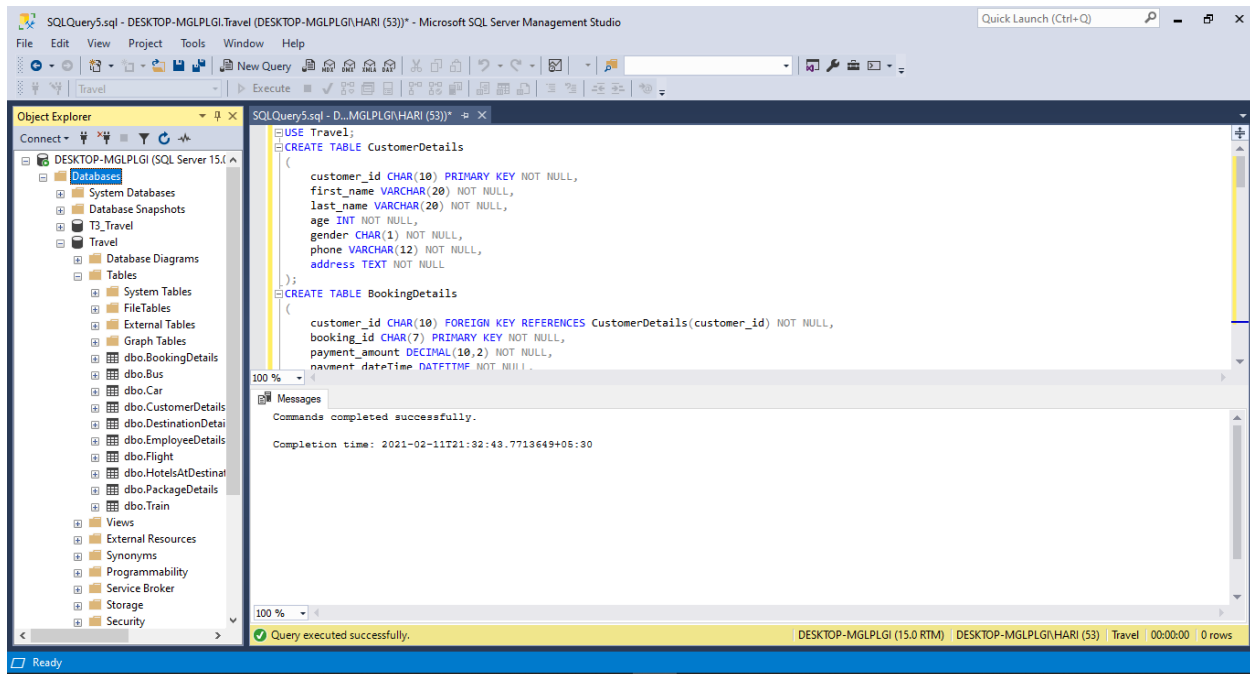 SQLQuery5.sql - DESKTOP-MGLPLGI.Travel (DESKTOP-MGLPLGI\HARI (53))* - Microsoft SQL Server Management Studio
Quick Launch (Ctrl+Q)
File Edit View Project Tools Window Help
New Query MDX DMX XMLA DAX
Travel Execute
Object Explorer
Connect
DESKTOP-MGLPLGI (SQL Server 15.(
Databases
System Databases
Database Snapshots
T3_Travel
Travel
Database Diagrams
Tables
System Tables
FileTables
External Tables
Graph Tables
dbo.BookingDetails
dbo.Bus
dbo.Car
dbo.CustomerDetails
dbo.DestinationDetai
dbo.EmployeeDetails
dbo.Flight
dbo.HotelsAtDestinat
dbo.PackageDetails
dbo.Train
Views
External Resources
Synonyms
Programmability
Service Broker
Storage
Security
SQLQuery5.sql - D...MGLPLGI\HARI (53))*
USE Travel;
CREATE TABLE CustomerDetails
(
customer_id CHAR(10) PRIMARY KEY NOT NULL,
first_name VARCHAR(20) NOT NULL,
last_name VARCHAR(20) NOT NULL,
age INT NOT NULL,
gender CHAR(1) NOT NULL,
phone VARCHAR(12) NOT NULL,
address TEXT NOT NULL
);
CREATE TABLE BookingDetails
(
customer_id CHAR(10) FOREIGN KEY REFERENCES CustomerDetails(customer_id) NOT NULL,
booking_id CHAR(7) PRIMARY KEY NOT NULL,
payment_amount DECIMAL(10,2) NOT NULL,
payment_dateTime DATETIME NOT NULL,
100 %
Messages
Commands completed successfully.
Completion time: 2021-02-11T21:32:43.7713649+05:30
100 %
Query executed successfully.
DESKTOP-MGLPLGI (15.0 RTM) DESKTOP-MGLPLGI\HARI (53) Travel 00:00:00 0 rows
Ready